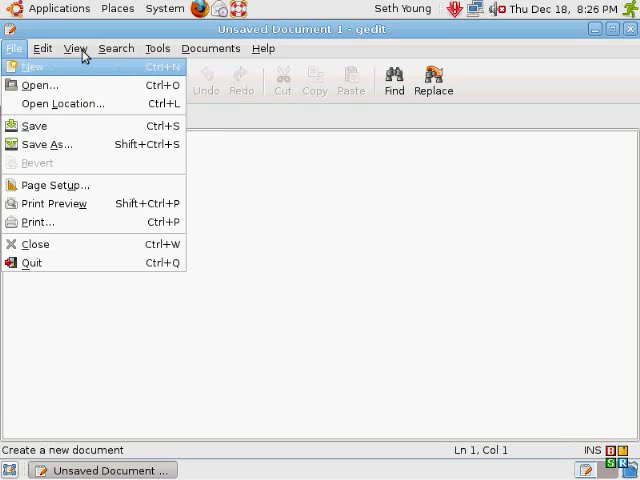 Applications Places System Seth Young Thu Dec 18, 8:26 PM
Unsaved Document 1 - gedit
File Edit View Search Tools Documents Help
New Ctrl+N
Open... Ctrl+O
Open Location... Ctrl+L
Save Ctrl+S
Save As... Shift+Ctrl+S
Revert
Page Setup...
Print Preview Shift+Ctrl+P
Print... Ctrl+P
Close Ctrl+W
Quit Ctrl+Q
Undo Redo Cut Copy Paste Find Replace
Create a new document Ln 1, Col 1 INS
Unsaved Document ...
B
S R